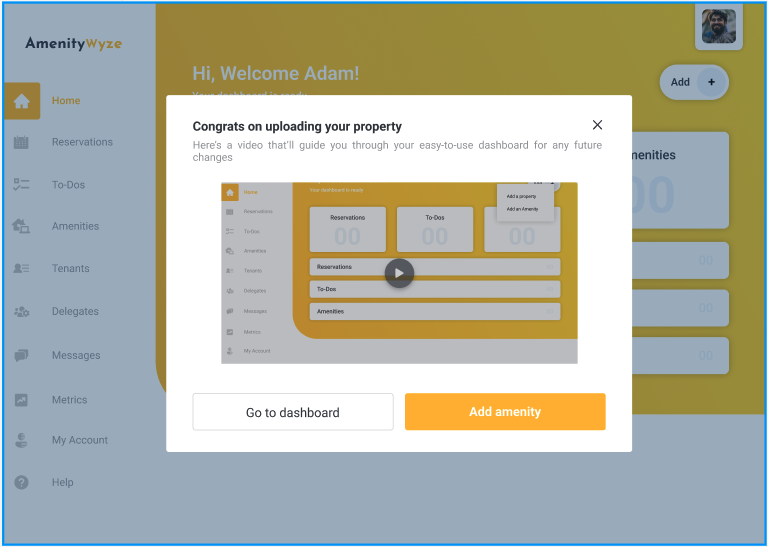 AmenityWyze
Home
Reservations
To-Dos
Amenities
Tenants
Delegates
Messages
Metrics
My Account
Help
Hi, Welcome Adam!
Your dashboard is ready
Add +
menities
00
00
00
00
Congrats on uploading your property
Here's a video that'll guide you through your easy-to-use dashboard for any future
changes
Home
Reservations
To-Dos
Amenities
Tenants
Delegates
Messages
Metrics
My Account
Your dashboard is ready
Add a property
Add an Amenity
Reservations
00
To-Dos
00
00
Reservations 00
To-Dos 00
Amenities 00
Go to dashboard
Add amenity